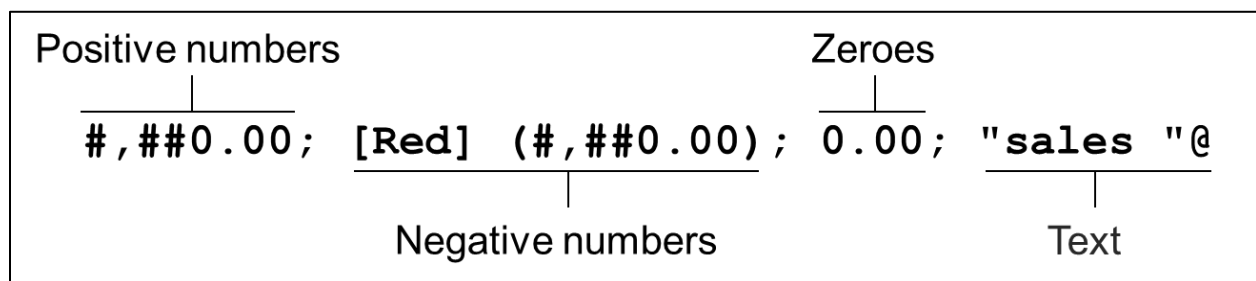 Positive numbers Zeroes
#,##0.00; [Red] (#,##0.00); 0.00; "sales "@
Negative numbers Text